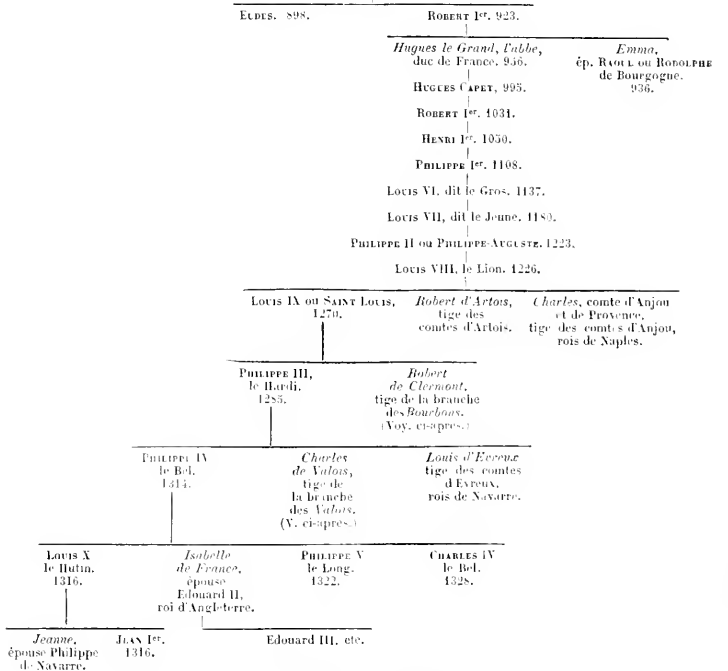 EUDES. 898.
ROBERT Ier. 923.
Hugues le Grand, l'abbe,
duc de France. 956.
Emma,
ép. RAOUL ou RODOLPHE
de Bourgogne.
936.
HUGUES CAPET, 995.
ROBERT Ier. 1031.
HENRI Ier. 1050.
PHILIPPE Ier. 1108.
LOUIS VI, dit le Gros. 1137.
LOUIS VII, dit le Jeune. 1180.
PHILIPPE II ou PHILIPPE-AUGUSTE. 1223.
LOUIS VIII, le Lion. 1226.
LOUIS IX ou SAINT LOUIS,
1270.
Robert d'Artois,
tige des
comtes d'Artois.
Charles, comte d'Anjou
et de Provence,
tige des comtes d'Anjou,
rois de Naples.
PHILIPPE III,
le Hardi.
1285.
Robert
de Clermont,
tige de la branche
des Bourbons.
(Voy. ci-apres.)
PHILIPPE IV
le Bel.
1314.
Charles
de Valois,
tige de
la branche
des Valois.
(V. ci-apres.)
Louis d'Evreux
tige des comtes
d'Evreux,
rois de Navarre.
LOUIS X
le Hutin.
1316.
Isabelle
de France,
épouse
Edouard II,
roi d'Angleterre.
PHILIPPE V
le Long.
1322.
CHARLES IV
le Bel.
1328.
Jeanne,
épouse Philippe
de Navarre.
JEAN Ier.
1316.
Edouard III, etc.